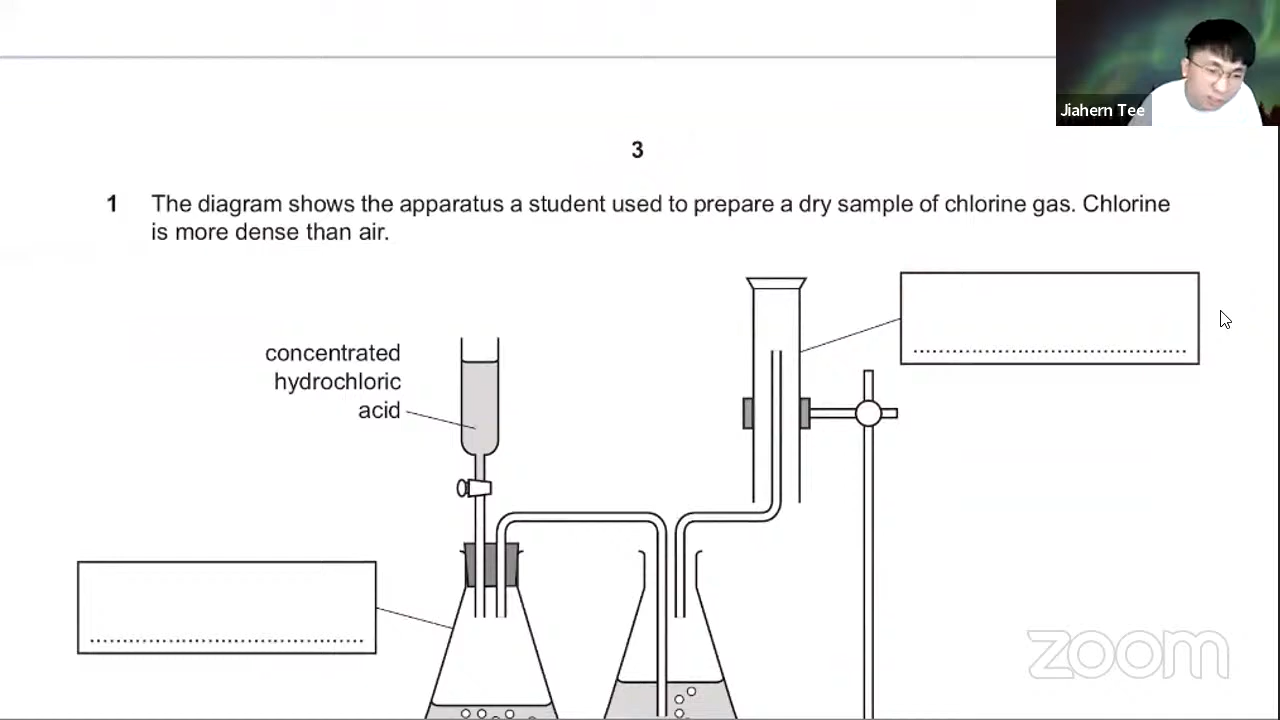 Jiahern Tee
3
1 The diagram shows the apparatus a student used to prepare a dry sample of chlorine gas. Chlorine
is more dense than air.
concentrated
hydrochloric
acid
zoom